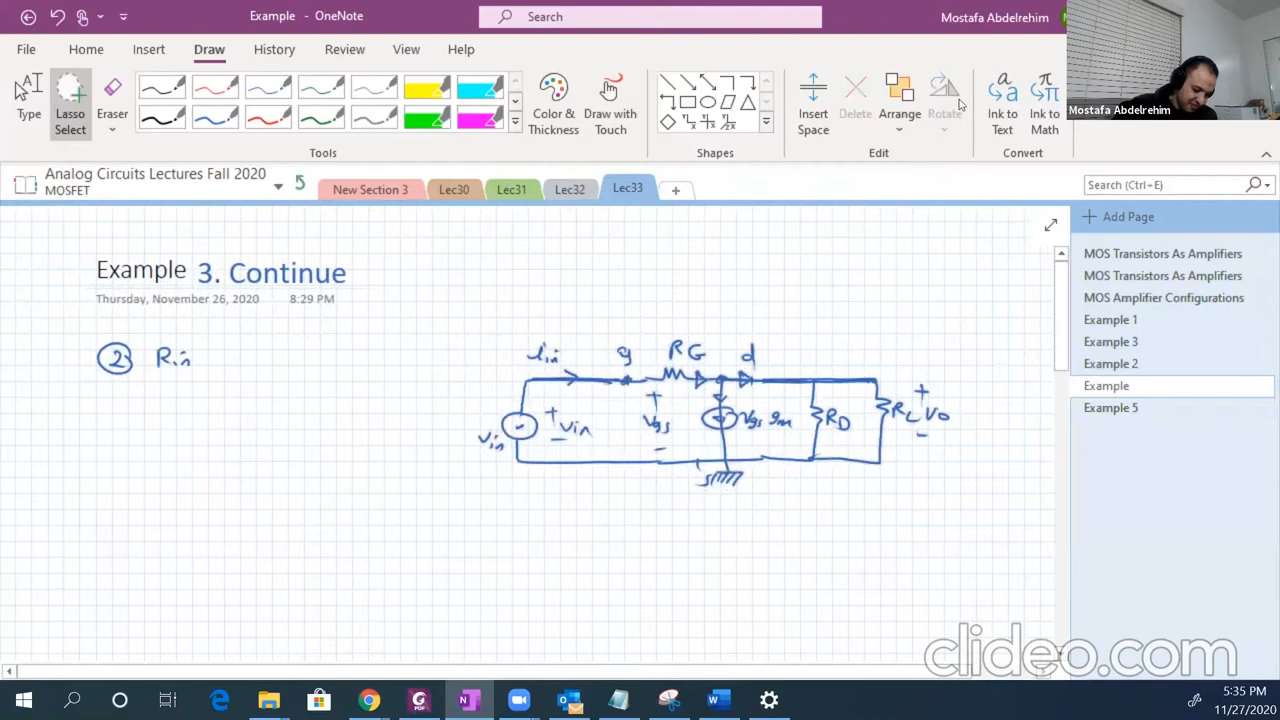 Example - OneNote
Search
Mostafa Abdelrehim
File Home Insert Draw History Review View Help
Type
Lasso Select
Eraser
Color & Thickness
Draw with Touch
Insert Space
Delete
Arrange
Rotate
Ink to Text
Ink to Math
Mostafa Abdelrehim
Tools
Shapes
Edit
Convert
Analog Circuits Lectures Fall 2020
MOSFET
New Section 3
Lec30
Lec31
Lec32
Lec33
Search (Ctrl+E)
Add Page
MOS Transistors As Amplifiers
MOS Transistors As Amplifiers
MOS Amplifier Configurations
Example 1
Example 3
Example 2
Example
Example 5
Example 3. Continue
Thursday, November 26, 2020 8:29 PM
2 Rin
iin g RG d
+
vin
+ vin -
+ vgs -
vgs gm
RD
RL
+ vo -
s
clideo.com
5:35 PM
11/27/2020